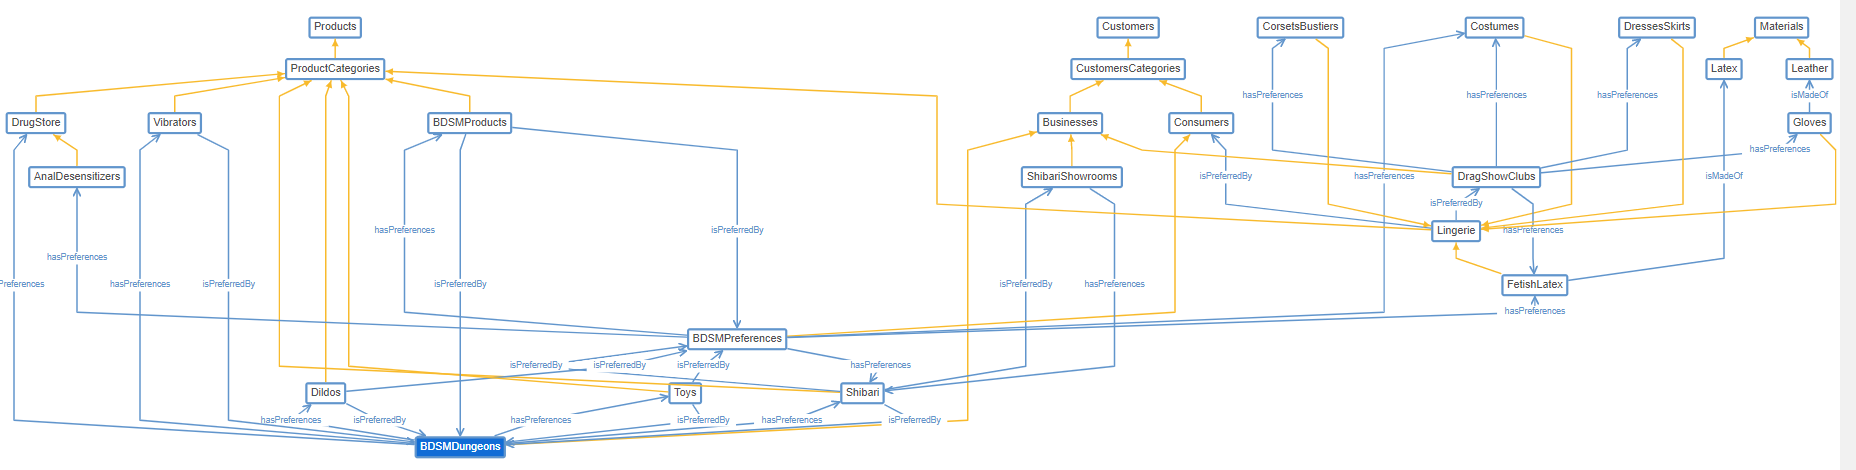 Products
Customers
CorsetsBustiers
Costumes
DressesSkirts
Materials
ProductCategories
CustomersCategories
Latex
Leather
hasPreferences
hasPreferences
hasPreferences
isMadeOf
DrugStore
Vibrators
BDSMProducts
Businesses
Consumers
Gloves
hasPreferences
AnalDesensitizers
ShibariShowrooms
isPreferredBy
hasPreferences
DragShowClubs
isMadeOf
isPreferredBy
hasPreferences
isPreferredBy
Lingerie
hasPreferences
hasPreferences
Preferences
hasPreferences
isPreferredBy
isPreferredBy
isPreferredBy
hasPreferences
FetishLatex
hasPreferences
BDSMPreferences
isPreferredBy
isPreferredBy
isPreferredBy
hasPreferences
Dildos
Toys
Shibari
hasPreferences
isPreferredBy
hasPreferences
isPreferredBy
hasPreferences
isPreferredBy
BDSMDungeons